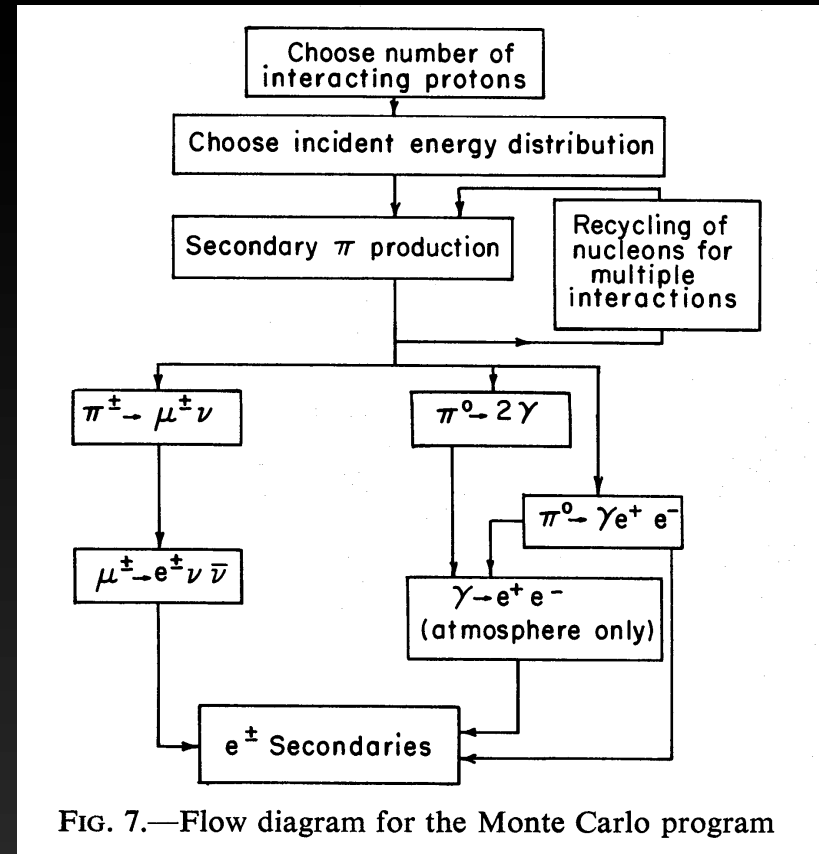 Choose number of
interacting protons
Choose incident energy distribution
Secondary π production
Recycling of
nucleons for
multiple
interactions
π± → μ± ν
π⁰ → 2γ
π⁰ → γe⁺ e⁻
μ± → e± ν ν̅
γ → e⁺ e⁻
(atmosphere only)
e± Secondaries
FIG. 7.—Flow diagram for the Monte Carlo program